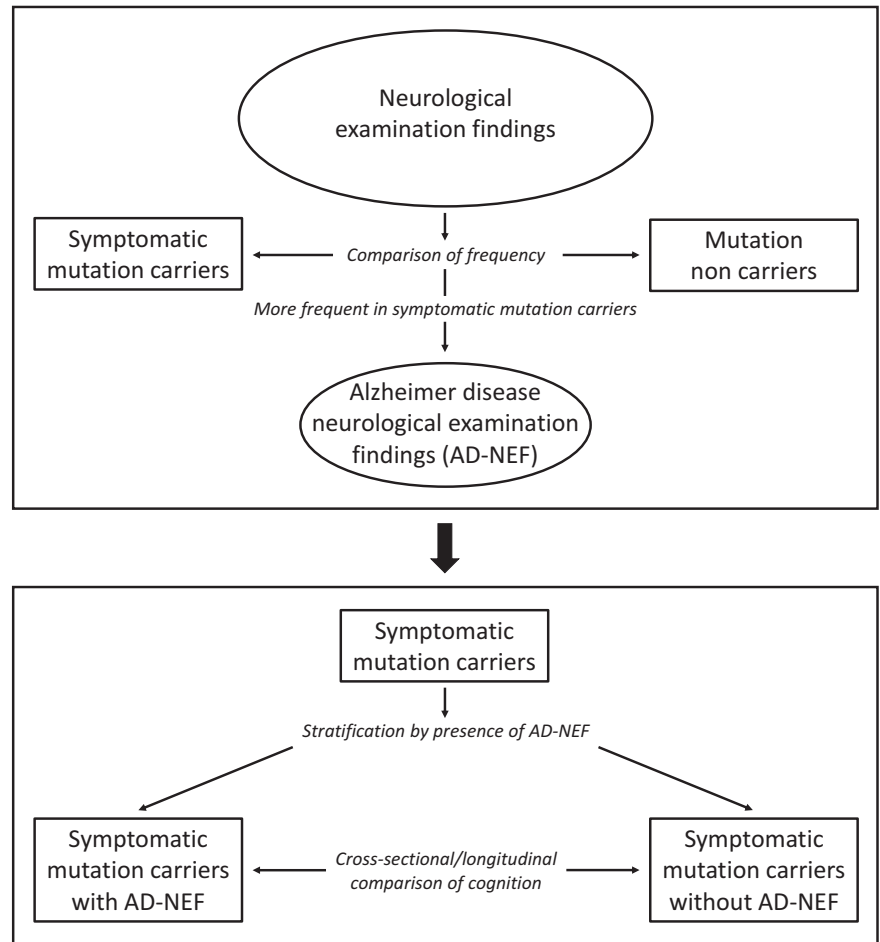 Neurological
examination findings
Symptomatic
mutation carriers
Comparison of frequency
Mutation
non carriers
More frequent in symptomatic mutation carriers
Alzheimer disease
neurological examination
findings (AD-NEF)
Symptomatic
mutation carriers
Stratification by presence of AD-NEF
Symptomatic
mutation carriers
with AD-NEF
Cross-sectional/longitudinal
comparison of cognition
Symptomatic
mutation carriers
without AD-NEF